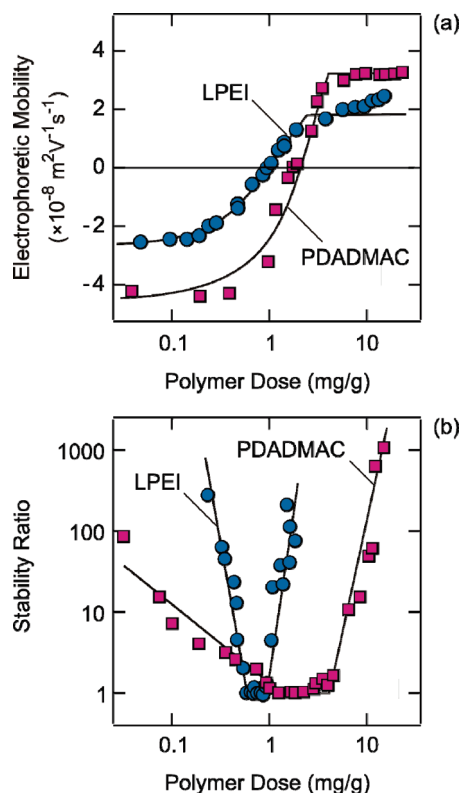 (a)
Electrophoretic Mobility
(×10⁻⁸ m²V⁻¹s⁻¹)
4
2
0
-2
-4
LPEI
PDADMAC
0.1
1
10
Polymer Dose (mg/g)
(b)
Stability Ratio
1000
100
10
1
LPEI
PDADMAC
0.1
1
10
Polymer Dose (mg/g)